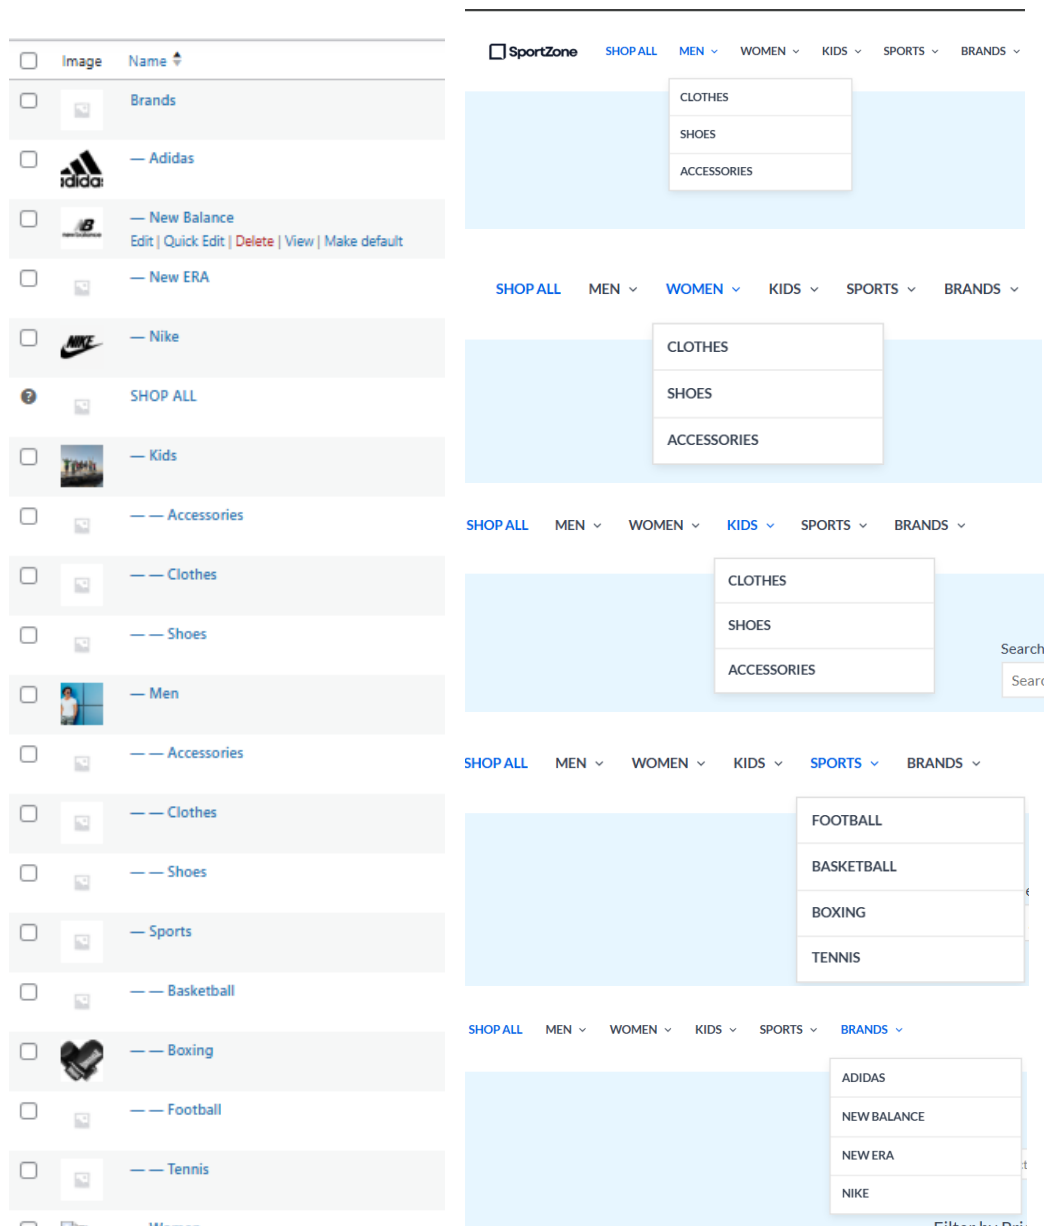 Image Name
Brands
adidas
— Adidas
new balance
— New Balance
Edit | Quick Edit | Delete | View | Make default
— New ERA
NIKE
— Nike
SHOP ALL
— Kids
— — Accessories
— — Clothes
— — Shoes
— Men
— — Accessories
— — Clothes
— — Shoes
— Sports
— — Basketball
— — Boxing
— — Football
— — Tennis
SportZone SHOP ALL MEN WOMEN KIDS SPORTS BRANDS
CLOTHES
SHOES
ACCESSORIES
SHOP ALL MEN WOMEN KIDS SPORTS BRANDS
CLOTHES
SHOES
ACCESSORIES
SHOP ALL MEN WOMEN KIDS SPORTS BRANDS
CLOTHES
SHOES
ACCESSORIES
Search
Searc
SHOP ALL MEN WOMEN KIDS SPORTS BRANDS
FOOTBALL
BASKETBALL
BOXING
TENNIS
SHOP ALL MEN WOMEN KIDS SPORTS BRANDS
ADIDAS
NEW BALANCE
NEW ERA
NIKE